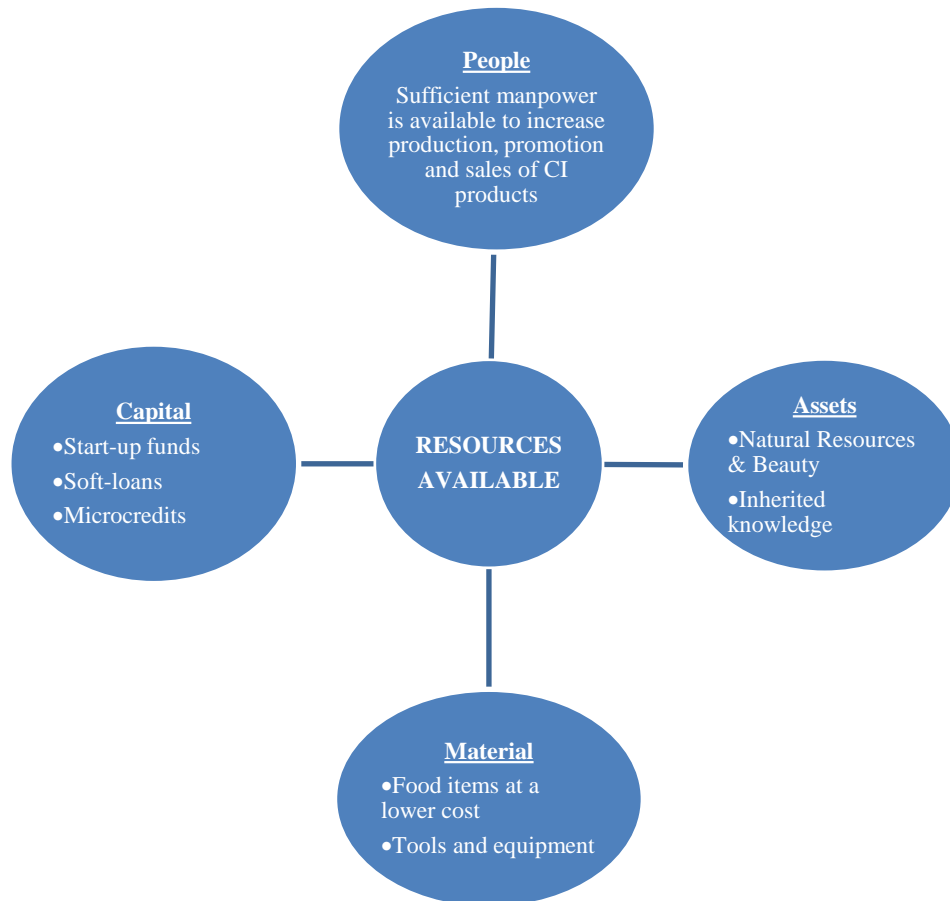 People
Sufficient manpower
is available to increase
production, promotion
and sales of CI
products
Capital
•Start-up funds
•Soft-loans
•Microcredits
RESOURCES
AVAILABLE
Assets
•Natural Resources
& Beauty
•Inherited
knowledge
Material
•Food items at a
lower cost
•Tools and equipment